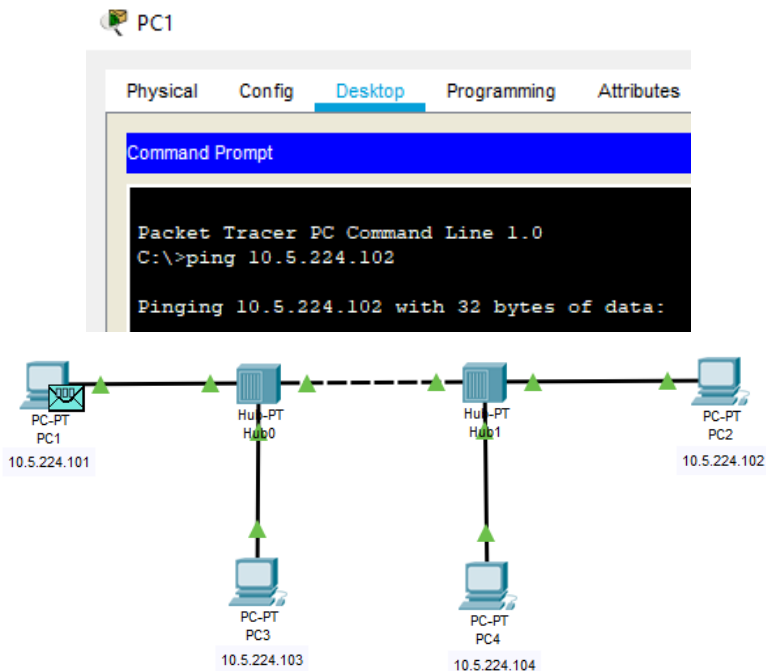 PC1
Physical Config Desktop Programming Attributes
Command Prompt
Packet Tracer PC Command Line 1.0
C:\>ping 10.5.224.102
Pinging 10.5.224.102 with 32 bytes of data:
PC-PT
PC1
10.5.224.101
Hub-PT
Hub0
Hub-PT
Hub1
PC-PT
PC2
10.5.224.102
PC-PT
PC3
10.5.224.103
PC-PT
PC4
10.5.224.104